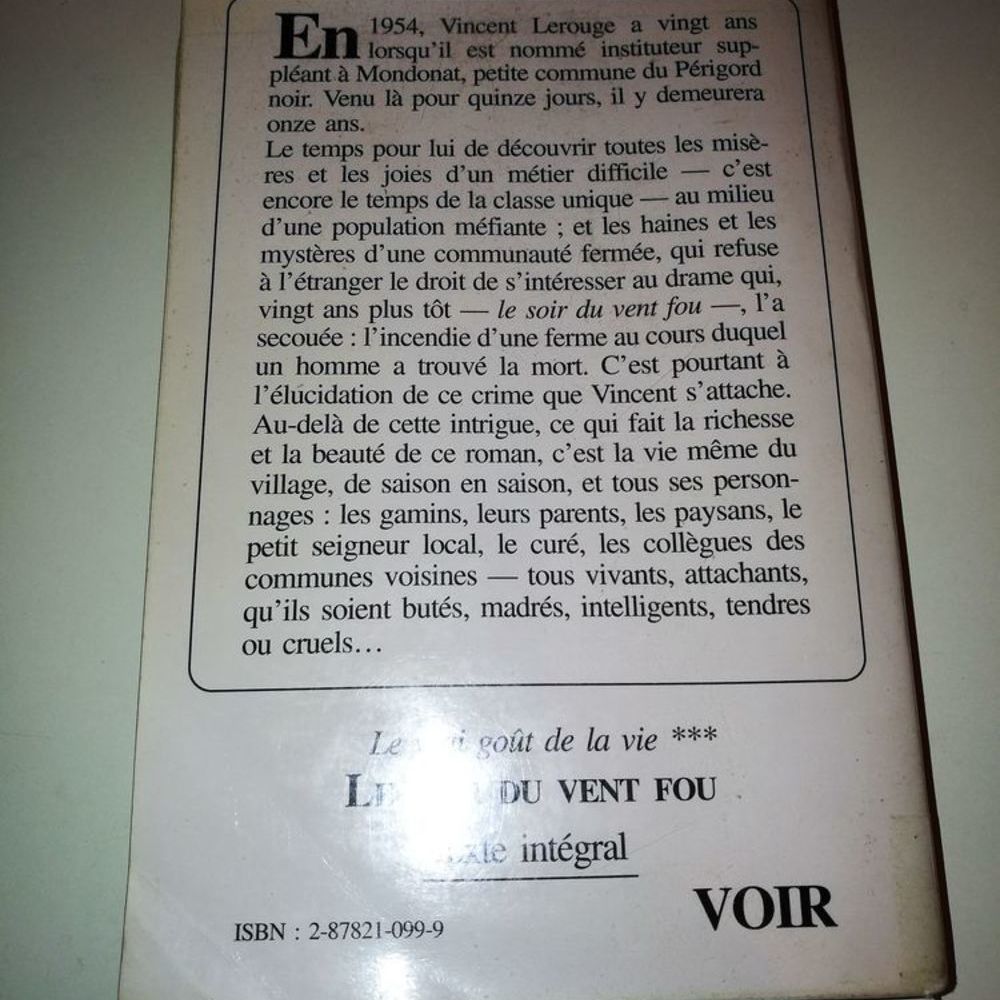 En 1954, Vincent Lerouge a vingt ans
lorsqu'il est nommé instituteur sup-
pléant à Mondonat, petite commune du Périgord
noir. Venu là pour quinze jours, il y demeurera
onze ans.
Le temps pour lui de découvrir toutes les misè-
res et les joies d'un métier difficile — c'est
encore le temps de la classe unique — au milieu
d'une population méfiante ; et les haines et les
mystères d'une communauté fermée, qui refuse
à l'étranger le droit de s'intéresser au drame qui,
vingt ans plus tôt — le soir du vent fou —, l'a
secouée : l'incendie d'une ferme au cours duquel
un homme a trouvé la mort. C'est pourtant à
l'élucidation de ce crime que Vincent s'attache.
Au-delà de cette intrigue, ce qui fait la richesse
et la beauté de ce roman, c'est la vie même du
village, de saison en saison, et tous ses person-
nages : les gamins, leurs parents, les paysans, le
petit seigneur local, le curé, les collègues des
communes voisines — tous vivants, attachants,
qu'ils soient butés, madrés, intelligents, tendres
ou cruels...
Le goût de la vie ***
DU VENT FOU
intégral
VOIR
ISBN : 2-87821-099-9